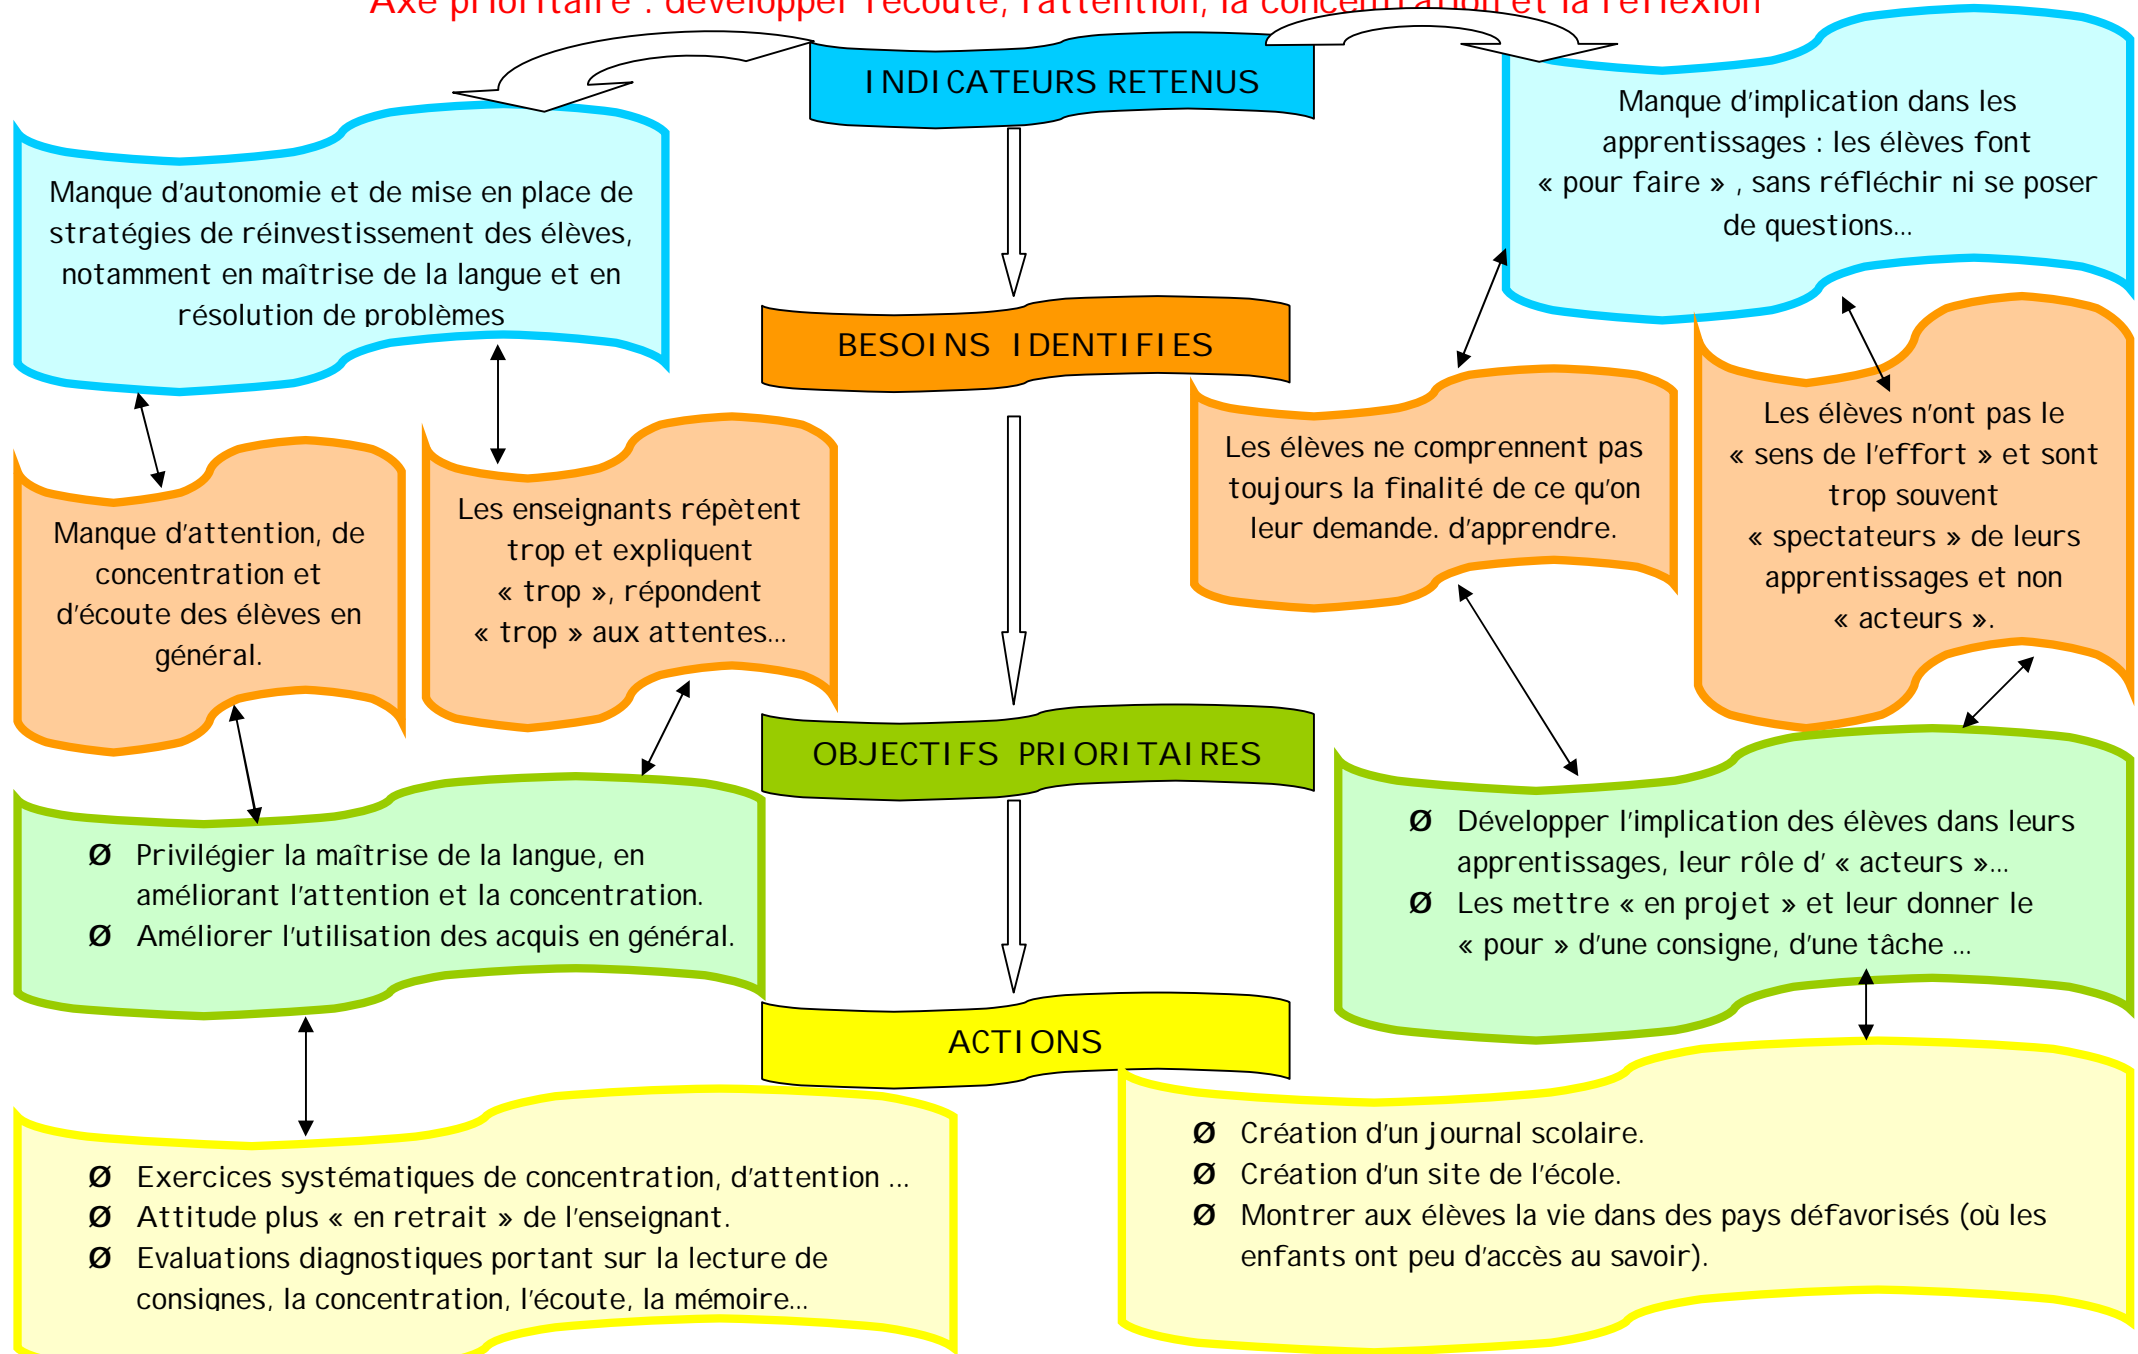 Axe prioritaire : développer l'écoute, l'attention, la concentration et la réflexion
INDICATEURS RETENUS
Manque d'implication dans les
apprentissages : les élèves font
« pour faire » , sans réfléchir ni se poser
de questions...
Manque d'autonomie et de mise en place de
stratégies de réinvestissement des élèves,
notamment en maîtrise de la langue et en
résolution de problèmes
BESOINS IDENTIFIES
Les élèves ne comprennent pas
toujours la finalité de ce qu'on
leur demande. d'apprendre.
Les élèves n'ont pas le
« sens de l'effort » et sont
trop souvent
« spectateurs » de leurs
apprentissages et non
« acteurs ».
Manque d'attention, de
concentration et
d'écoute des élèves en
général.
Les enseignants répètent
trop et expliquent
« trop », répondent
« trop » aux attentes...
OBJECTIFS PRIORITAIRES
Ø Privilégier la maîtrise de la langue, en
améliorant l'attention et la concentration.
Ø Améliorer l'utilisation des acquis en général.
Ø Développer l'implication des élèves dans leurs
apprentissages, leur rôle d' « acteurs »...
Ø Les mettre « en projet » et leur donner le
« pour » d'une consigne, d'une tâche ...
ACTIONS
Ø Exercices systématiques de concentration, d'attention ...
Ø Attitude plus « en retrait » de l'enseignant.
Ø Evaluations diagnostiques portant sur la lecture de
consignes, la concentration, l'écoute, la mémoire...
Ø Création d'un journal scolaire.
Ø Création d'un site de l'école.
Ø Montrer aux élèves la vie dans des pays défavorisés (où les
enfants ont peu d'accès au savoir).